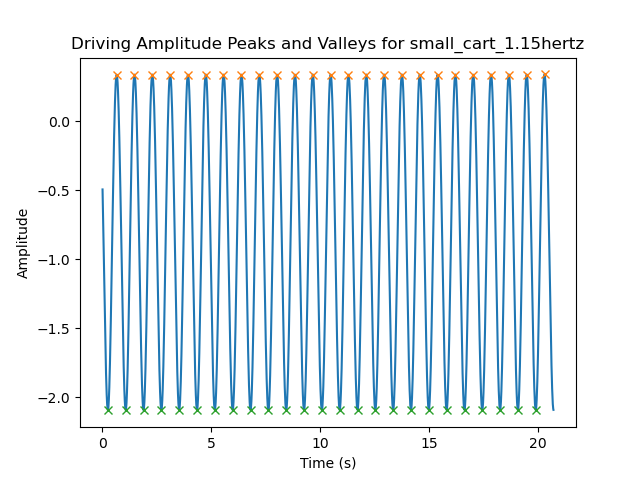 Driving Amplitude Peaks and Valleys for small_cart_1.15hertz
0.0
−0.5
−1.0
−1.5
−2.0
Amplitude
0 5 10 15 20
Time (s)